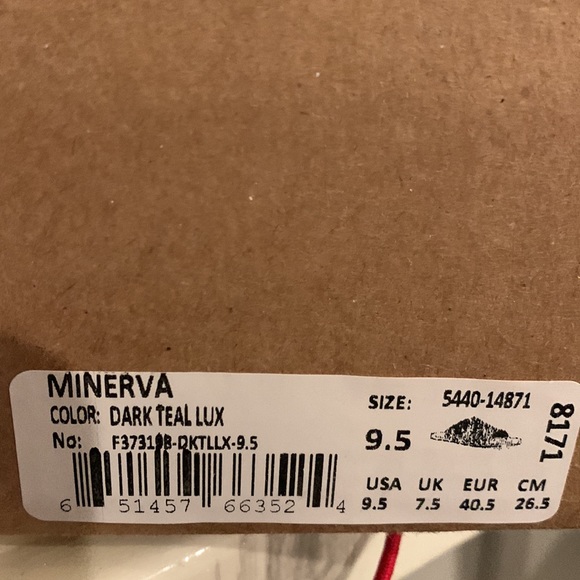 MINERVA
COLOR: DARK TEAL LUX
No: -DKTLLX-9.5
6 51457 66352 4
SIZE: 5440-14871
9.5
USA UK EUR CM
9.5 7.5 40.5 26.5
8171